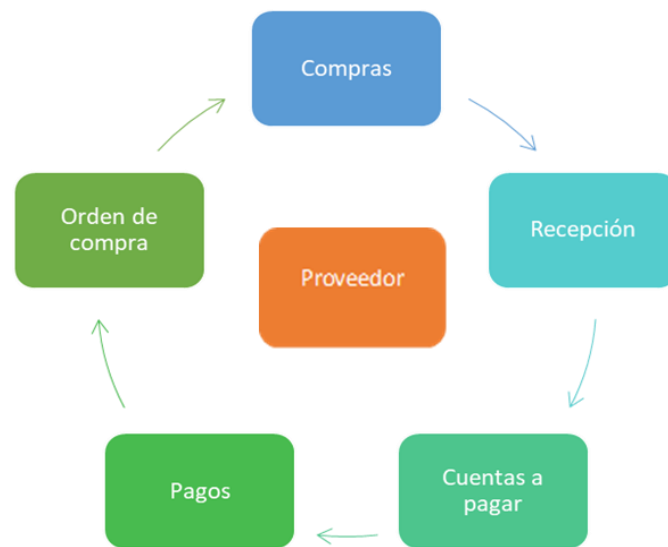 Compras
Orden de
compra
Recepción
Proveedor
Pagos
Cuentas a
pagar